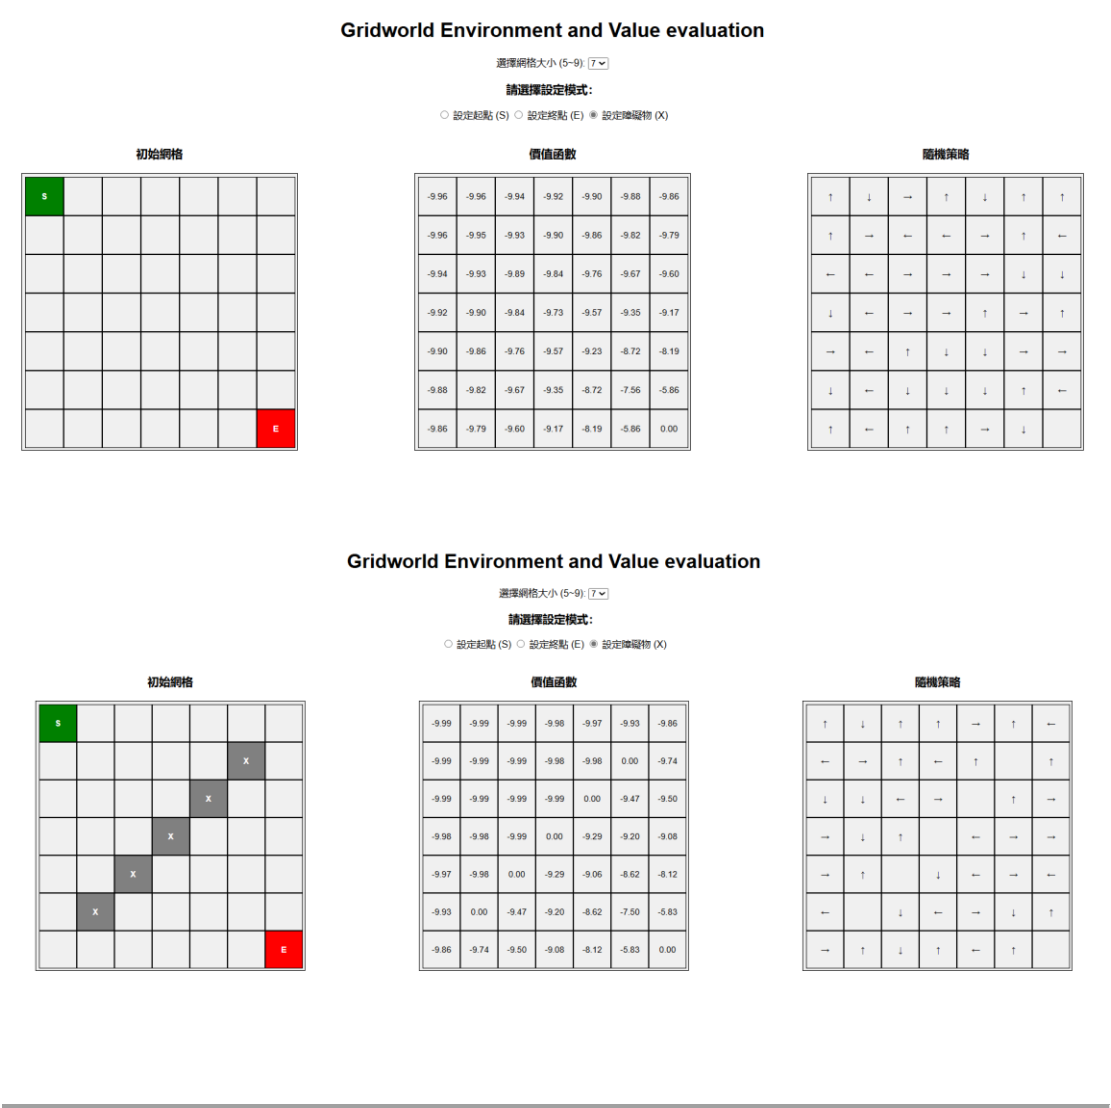 Gridworld Environment and Value evaluation
選擇網格大小 (5~9): 7
請選擇設定模式：
設定起點 (S) 設定終點 (E) 設定障礙物 (X)
初始網格 價值函數 隨機策略
S -9.96 -9.96 -9.94 -9.92 -9.90 -9.88 -9.86 ↑ ↓ → ↑ ↓ ↑ ↑
-9.96 -9.95 -9.93 -9.90 -9.86 -9.82 -9.79 ↑ → ← ← → ↑ ←
-9.94 -9.93 -9.89 -9.84 -9.76 -9.67 -9.60 ← ← → → → ↓ ↓
-9.92 -9.90 -9.84 -9.73 -9.57 -9.35 -9.17 ↓ ← → → ↑ → ↑
-9.90 -9.86 -9.76 -9.57 -9.23 -8.72 -8.19 → ← ↑ ↓ ↓ → →
-9.88 -9.82 -9.67 -9.35 -8.72 -7.56 -5.86 ↓ ← ↓ ↓ ↓ ↑ ←
E -9.86 -9.79 -9.60 -9.17 -8.19 -5.86 0.00 ↑ ← ↑ ↑ → ↓
Gridworld Environment and Value evaluation
選擇網格大小 (5~9): 7
請選擇設定模式：
設定起點 (S) 設定終點 (E) 設定障礙物 (X)
初始網格 價值函數 隨機策略
S -9.99 -9.99 -9.99 -9.98 -9.97 -9.93 -9.86 ↑ ↓ ↑ ↑ → ↑ ←
X -9.99 -9.99 -9.99 -9.98 -9.98 0.00 -9.74 ← → ↑ ← ↑ ↑
X -9.99 -9.99 -9.99 -9.99 0.00 -9.47 -9.50 ↓ ↓ ← → ↑ →
X -9.98 -9.98 -9.99 0.00 -9.29 -9.20 -9.08 → ↓ ↑ ← → →
X -9.97 -9.98 0.00 -9.29 -9.06 -8.62 -8.12 → ↑ ↓ ← → ←
X -9.93 0.00 -9.47 -9.20 -8.62 -7.50 -5.83 ← ↓ ← → ↓ ↑
E -9.86 -9.74 -9.50 -9.08 -8.12 -5.83 0.00 → ↑ ↓ ↑ ← ↑